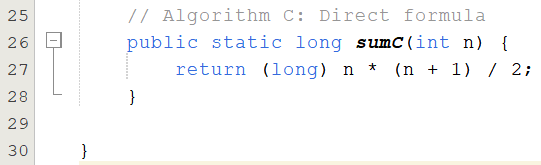 25 // Algorithm C: Direct formula
26 public static long sumC(int n) {
27 return (long) n * (n + 1) / 2;
28 }
29
30 }